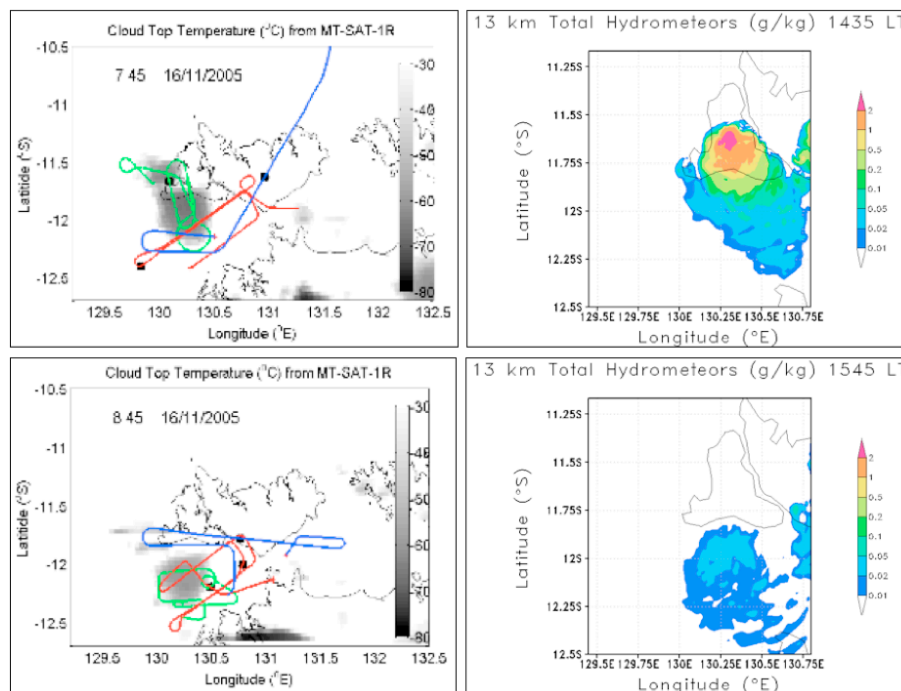 Cloud Top Temperature (°C) from MT-SAT-1R
7 45 16/11/2005
-10.5
-11
-11.5
-12
-12.5
Latitide (°S)
129.5 130 130.5 131 131.5 132 132.5
Longitude (°E)
-30
-40
-50
-60
-70
-80
13 km Total Hydrometeors (g/kg) 1435 LT
11.25S
11.5S
11.75S
12S
12.25S
12.5S
Latitude (°S)
129.5E 129.75E 130E 130.25E 130.5E 130.75E
Longitude (°E)
2
1
0.5
0.2
0.1
0.05
0.02
0.01
Cloud Top Temperature (°C) from MT-SAT-1R
8 45 16/11/2005
-10.5
-11
-11.5
-12
-12.5
Latitide (°S)
129.5 130 130.5 131 131.5 132 132.5
Longitude (°E)
-30
-40
-50
-60
-70
-80
13 km Total Hydrometeors (g/kg) 1545 LT
11.25S
11.5S
11.75S
12S
12.25S
12.5S
Latitude (°S)
129.5E 129.75E 130E 130.25E 130.5E 130.75E
Longitude (°E)
2
1
0.5
0.2
0.1
0.05
0.02
0.01